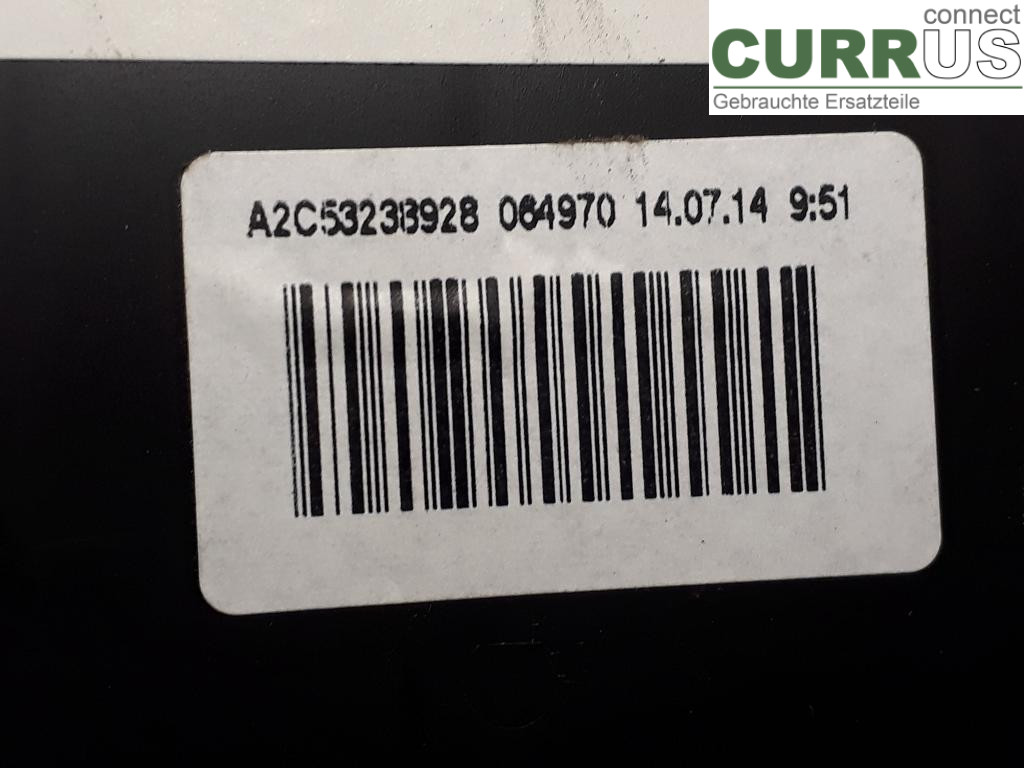 connect
CURRUS
Gebrauchte Ersatzteile
A2C53238928 064970 14.07.14 9:51